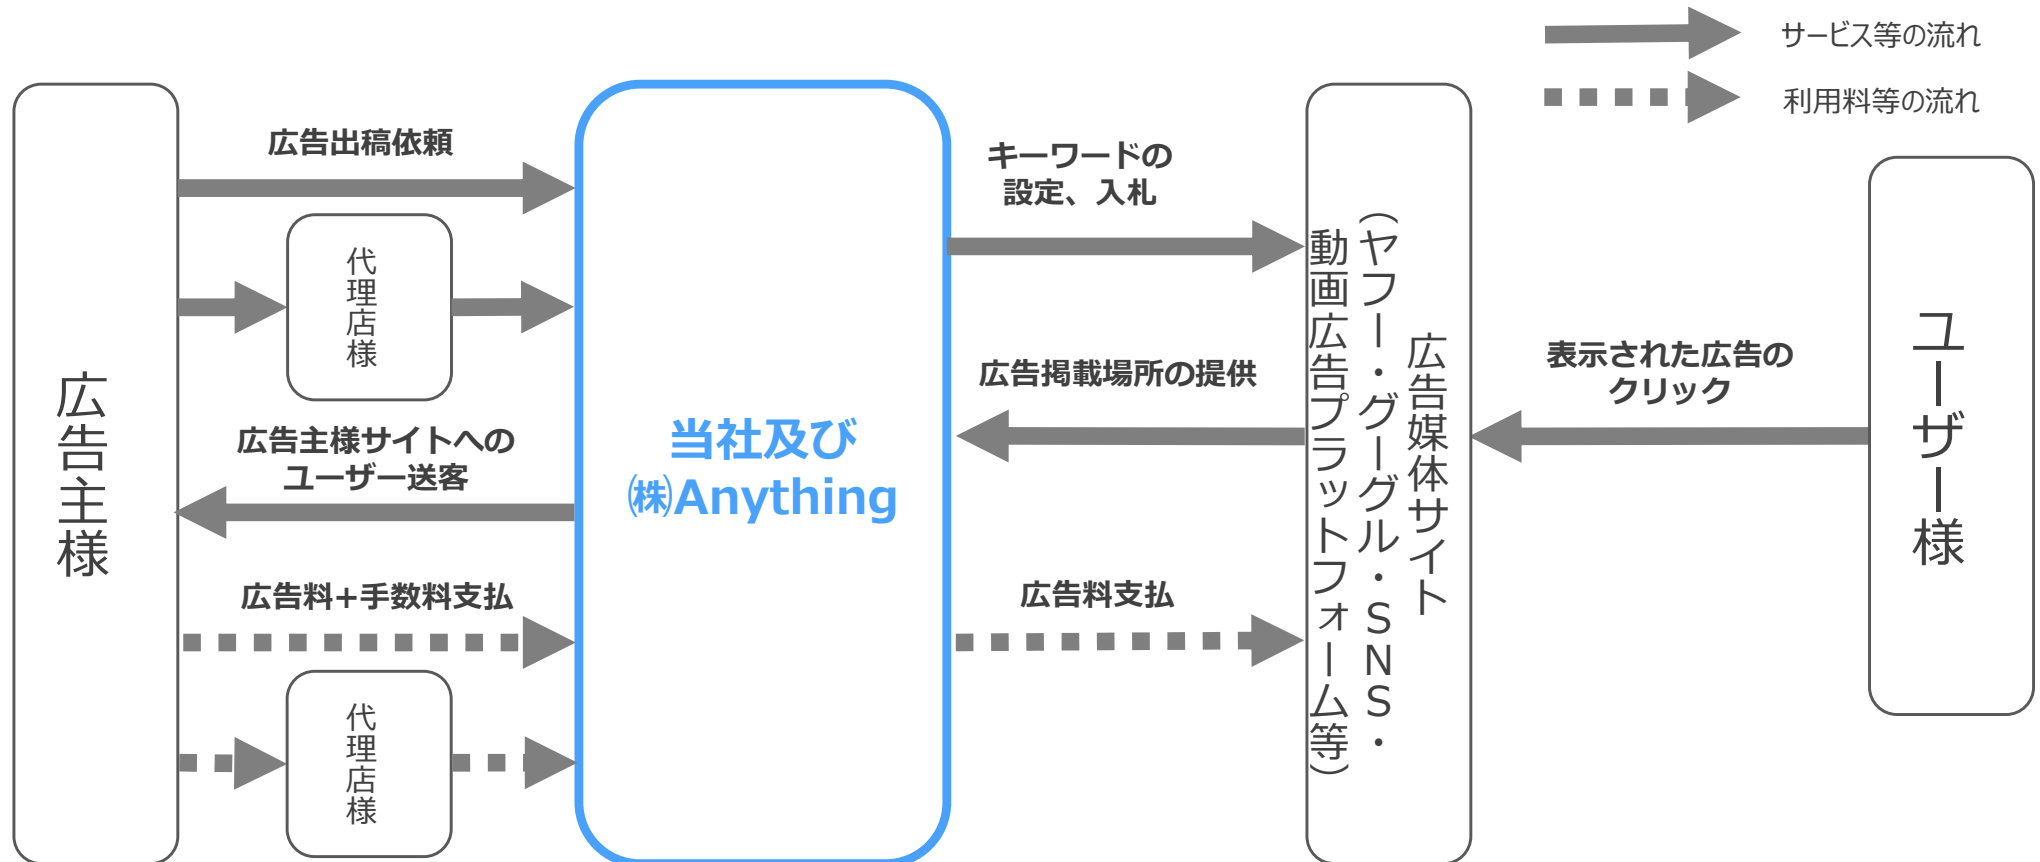 サービス等の流れ
利用料等の流れ
広告主様
広告出稿依頼
代理店様
広告主様サイトへの
ユーザー送客
広告料+手数料支払
代理店様
当社及び
㈱Anything
キーワードの
設定、入札
広告掲載場所の提供
広告料支払
広告媒体サイト
（ヤフー・グーグル・ＳＮＳ・
動画広告プラットフォーム等）
表示された広告の
クリック
ユーザー様